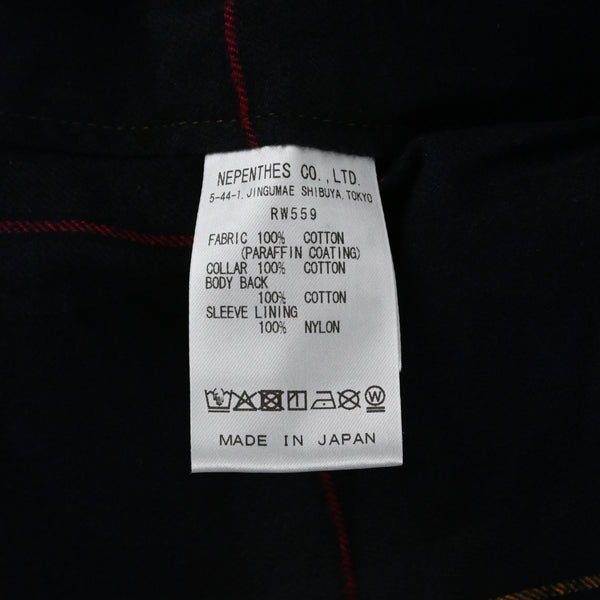 NEPENTHES CO.,LTD.
5-44-1, JINGUMAE SHIBUYA, TOKYO
RW559
FABRIC 100% COTTON
(PARAFFIN COATING)
COLLAR 100% COTTON
BODY BACK
100% COTTON
SLEEVE LINING
100% NYLON
W
MADE IN JAPAN